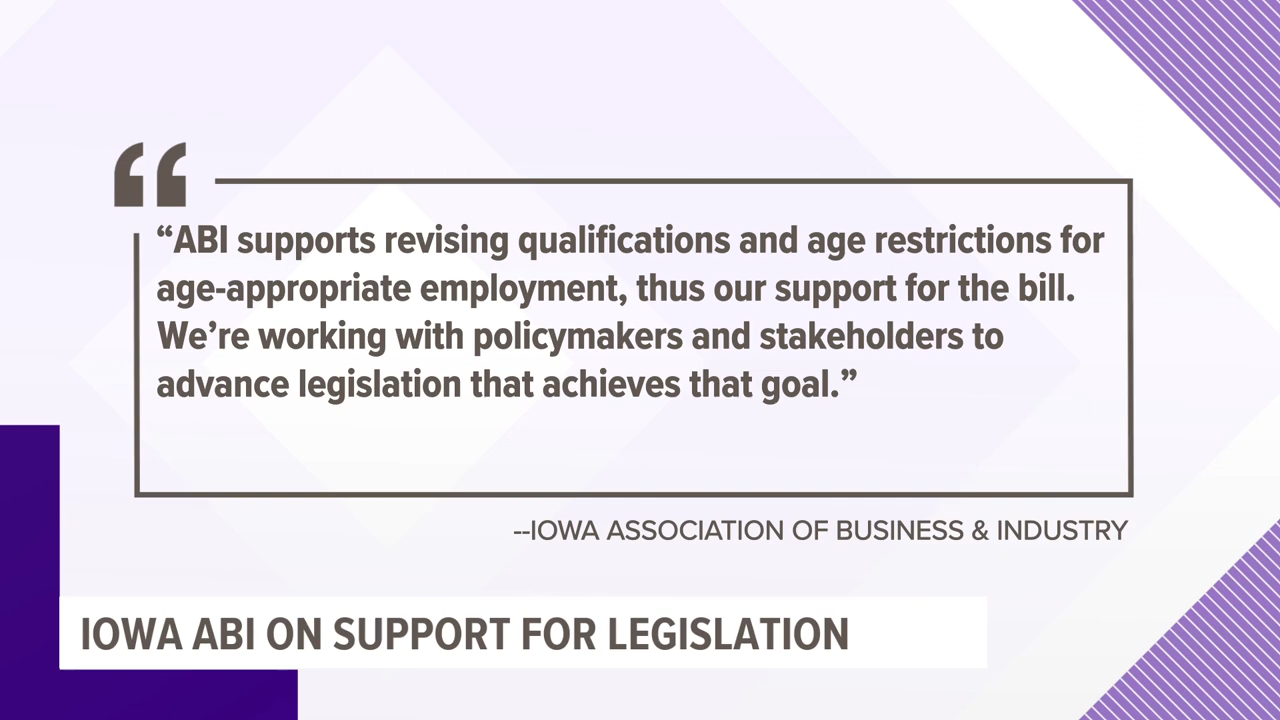 “ABI supports revising qualifications and age restrictions for
age-appropriate employment, thus our support for the bill.
We’re working with policymakers and stakeholders to
advance legislation that achieves that goal.”
--IOWA ASSOCIATION OF BUSINESS & INDUSTRY
IOWA ABI ON SUPPORT FOR LEGISLATION